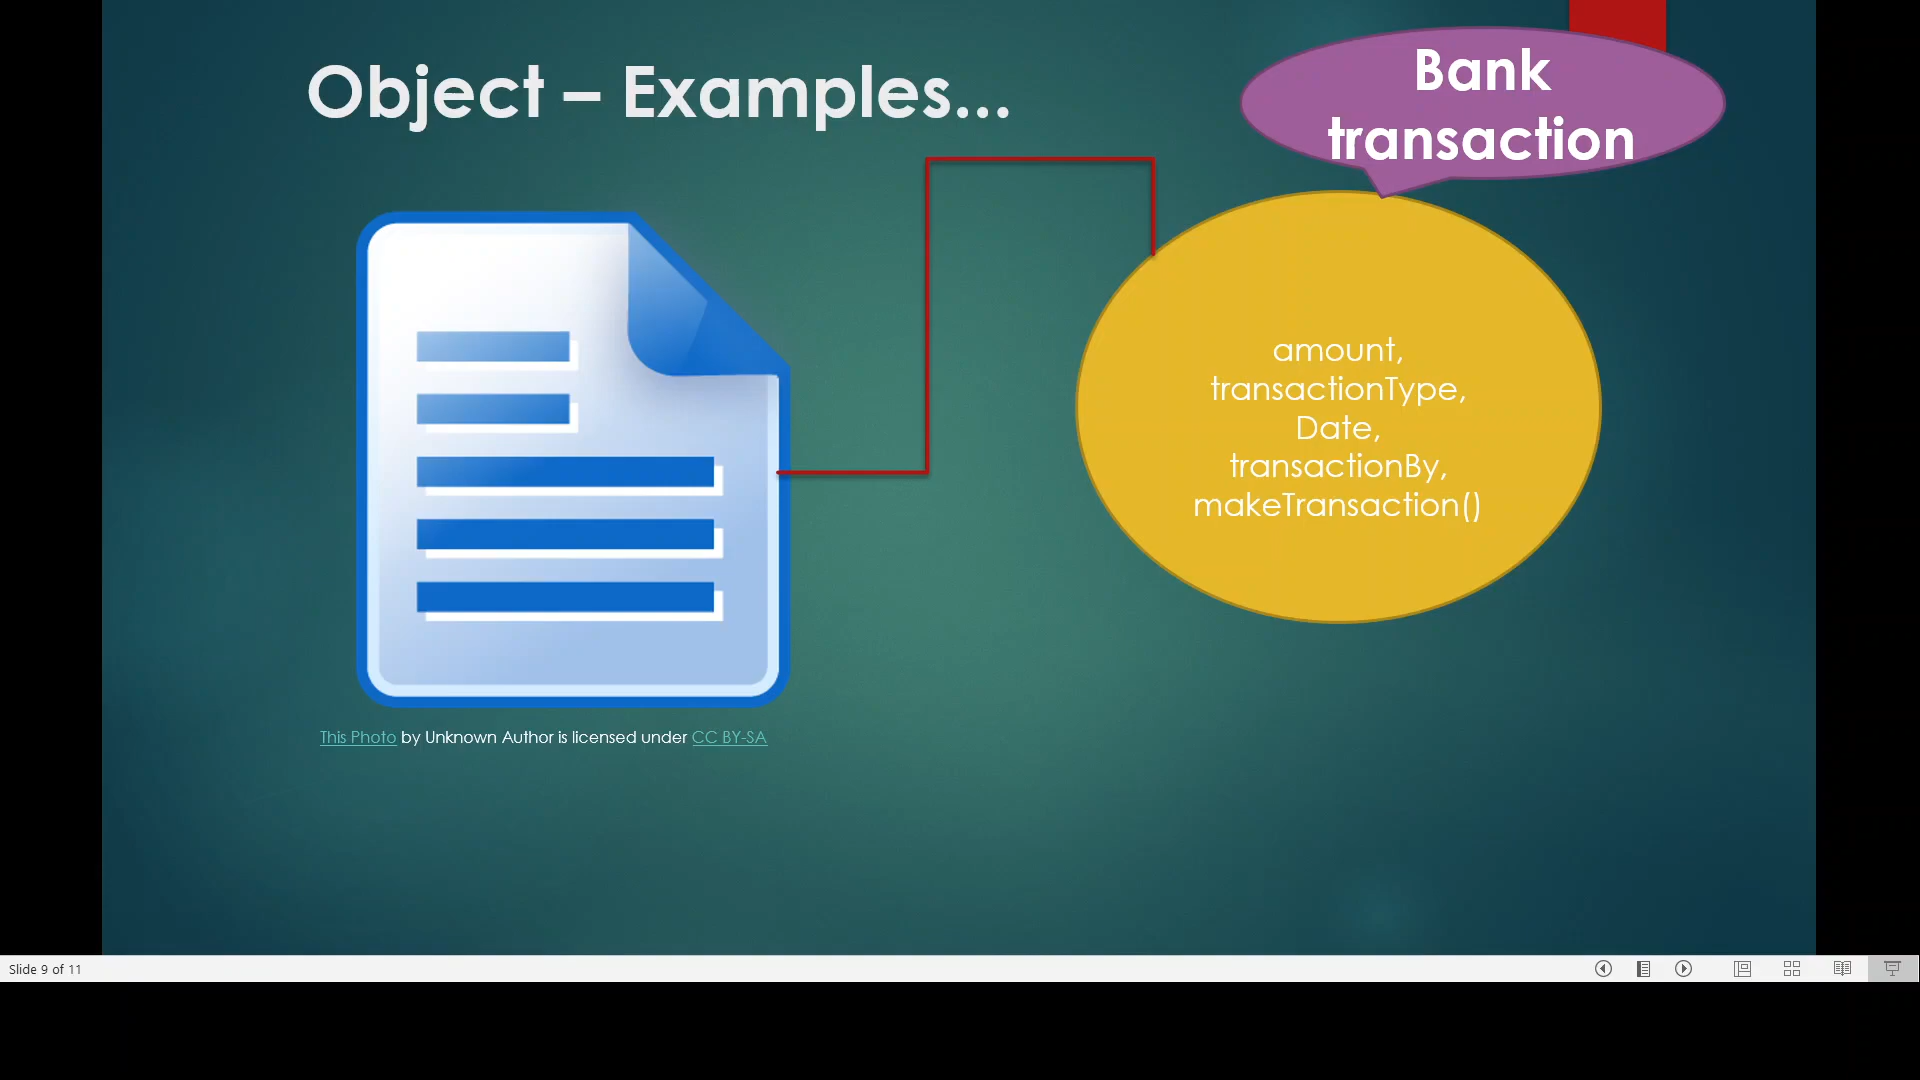 Object – Examples...
Bank
transaction
amount,
transactionType,
Date,
transactionBy,
makeTransaction()
This Photo by Unknown Author is licensed under CC BY-SA
Slide 9 of 11